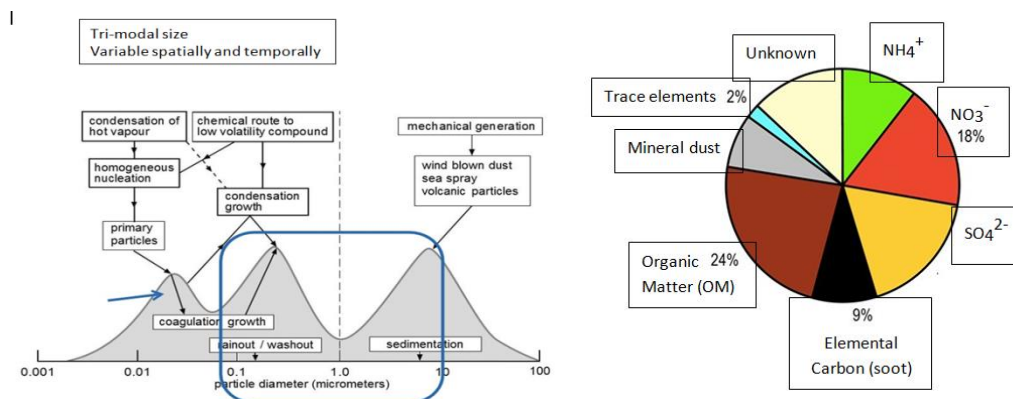 I
Tri-modal size
Variable spatially and temporally
condensation of
hot vapour
chemical route to
low volatility compound
homogeneous
nucleation
condensation
growth
primary
particles
coagulation growth
rainout / washout
mechanical generation
wind blown dust
sea spray
volcanic particles
sedimentation
0.001 0.01 0.1 1.0 10 100
particle diameter (micrometers)
Unknown
NH4+
Trace elements 2%
NO3-
18%
Mineral dust
SO42-
Organic 24%
Matter (OM)
9%
Elemental
Carbon (soot)